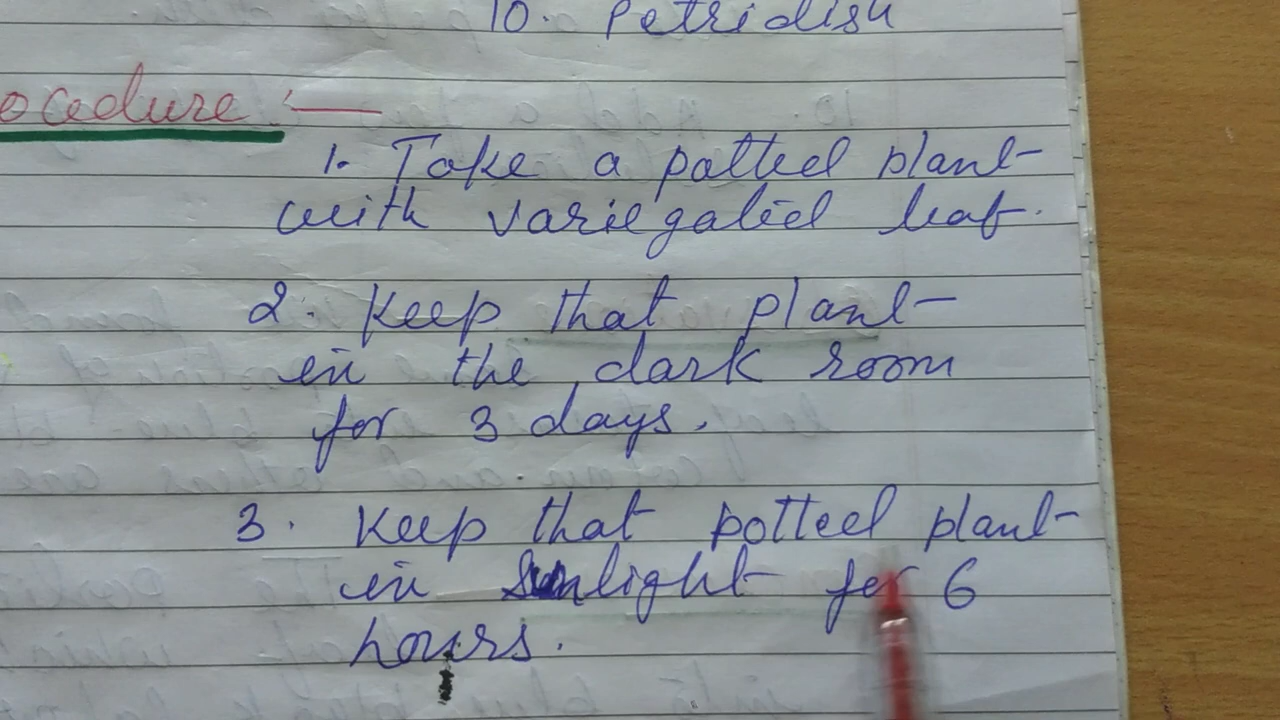 10. Petridish
ocedure :—
1. Take a potted plant
with variegated leaf.
2. Keep that plant
in the dark room
for 3 days.
3. Keep that potted plant
in sunlight for 6
hours.